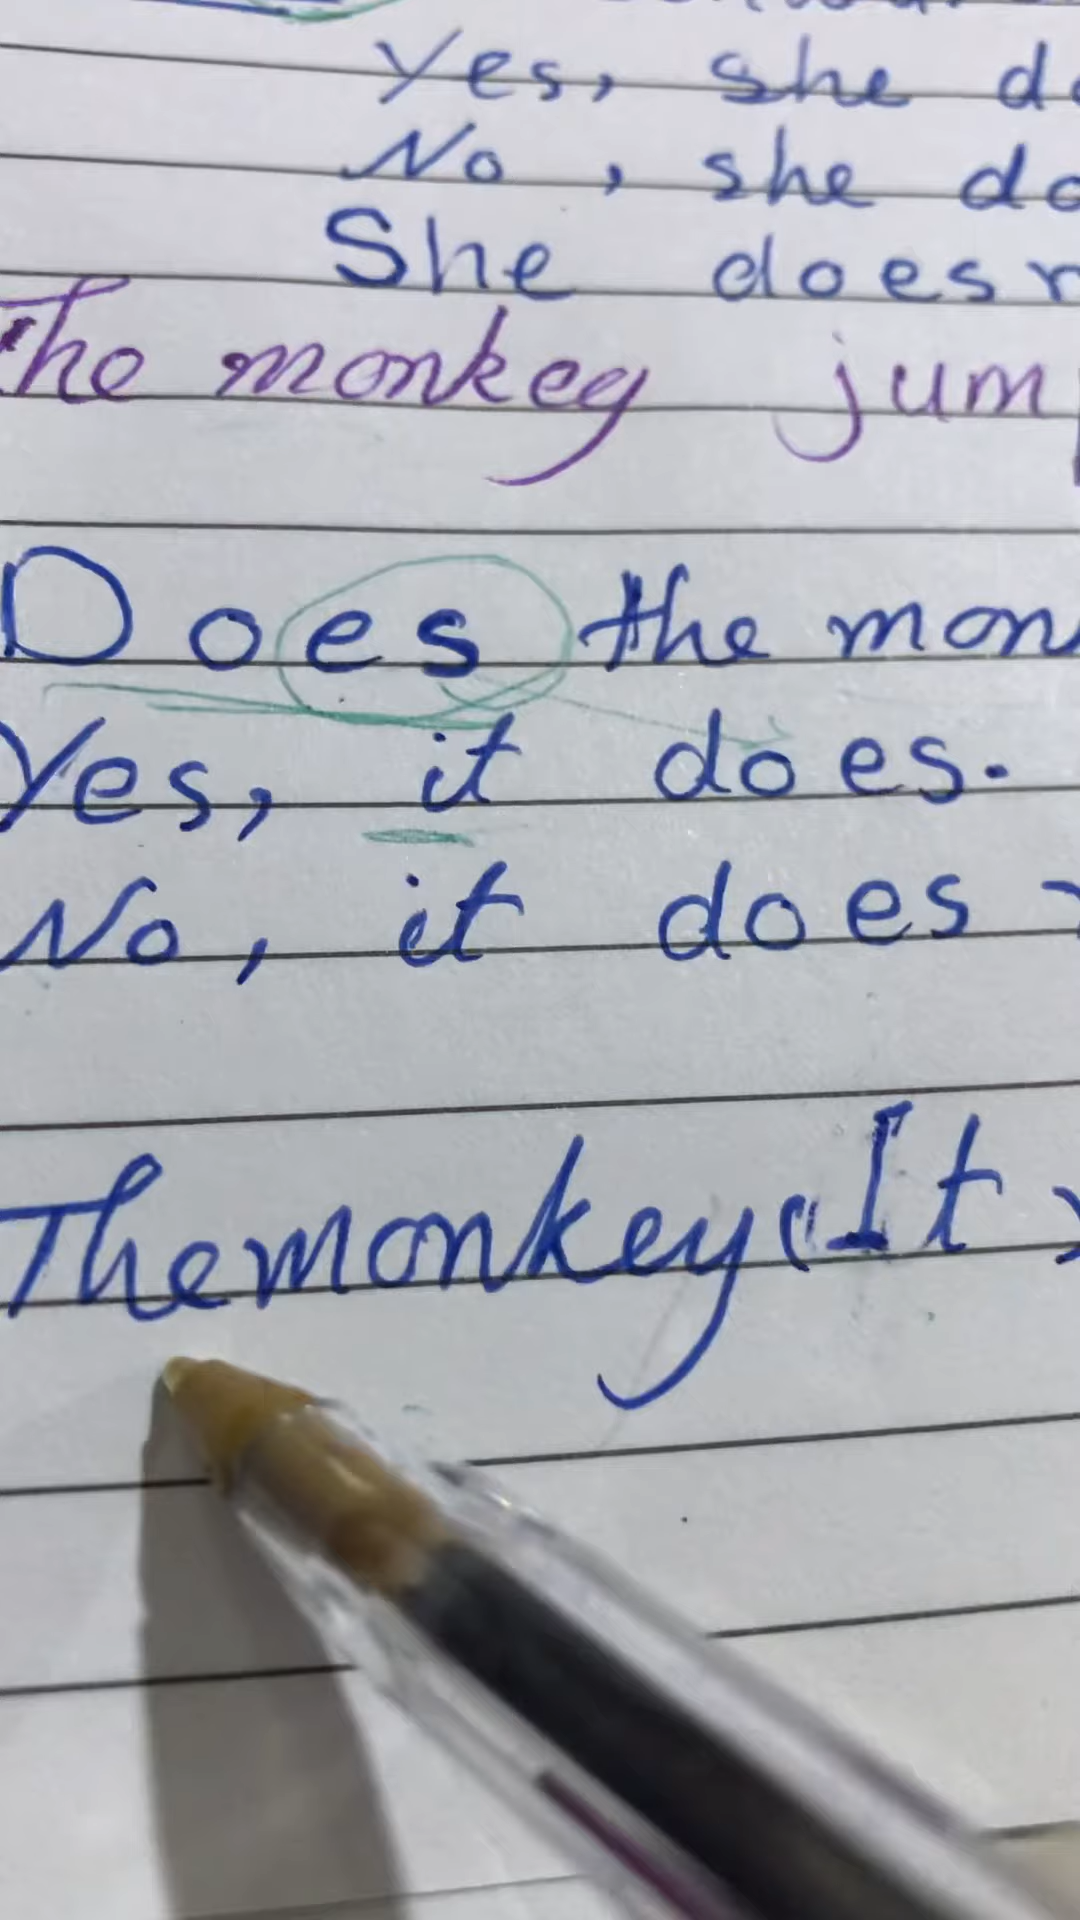 Yes, she do
No, she do
She does
The monkey jum
Does the mon
Yes, it does.
No, it does
The monkey (It